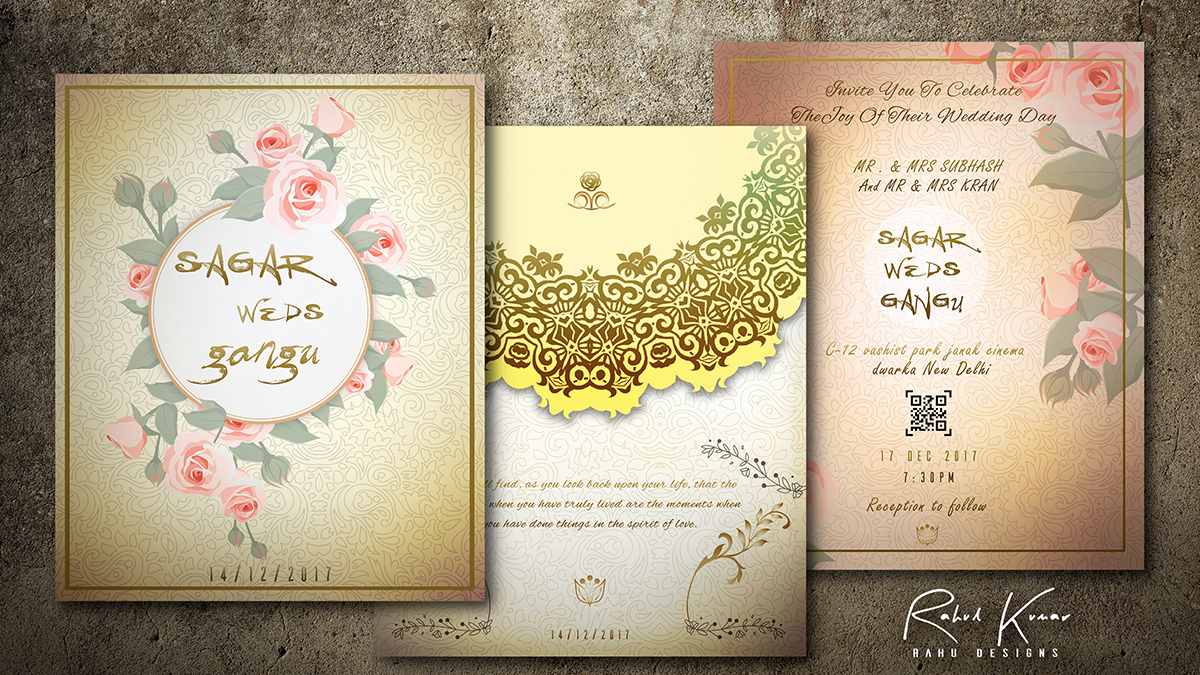 SAGAR
WEDS
gangu
14/12/2017
find, as you look back upon your life, that the
when you have truly lived are the moments when
you have done things in the spirit of love.
14/12/2017
Invite You To Celebrate
The Joy Of Their Wedding Day
MR . & MRS SUBHASH
And MR & MRS KRAN
SAGAR
WEDS
GANGU
C-12 vashist park janak cinema
dwarka New Delhi
17 DEC 2017
7:30PM
Reception to follow
Rahul Kumar
RAHU DESIGNS